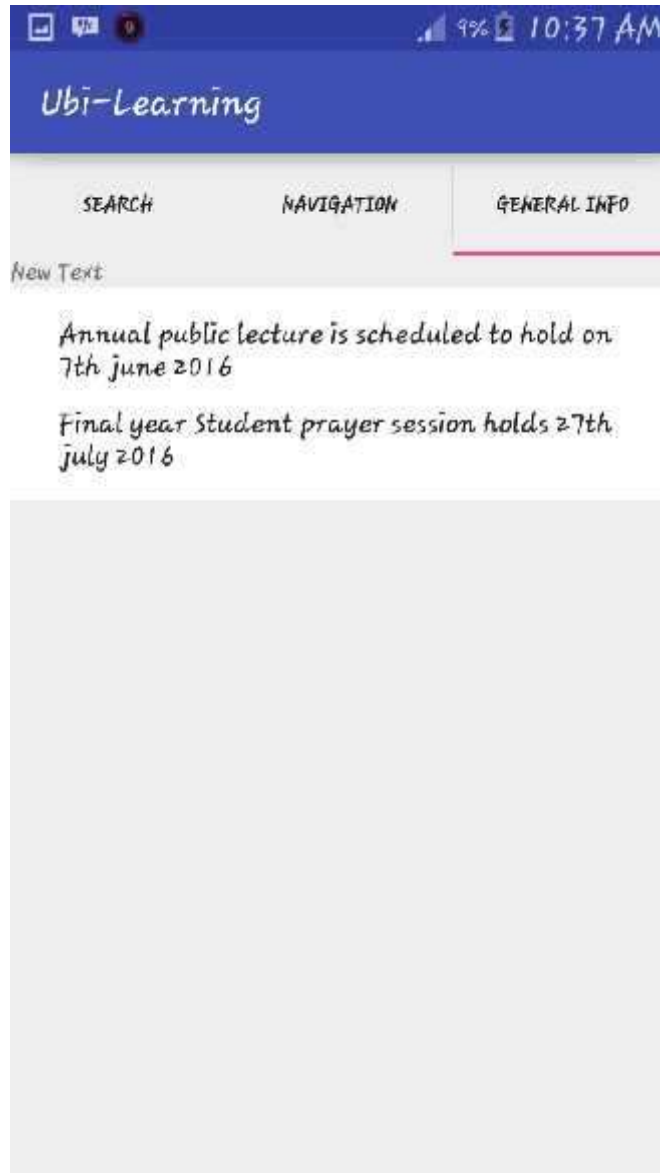 9% 10:37 AM
Ubi-Learning
SEARCH NAVIGATION GENERAL INFO
New Text
Annual public lecture is scheduled to hold on
7th june 2016
Final year Student prayer session holds 27th
july 2016